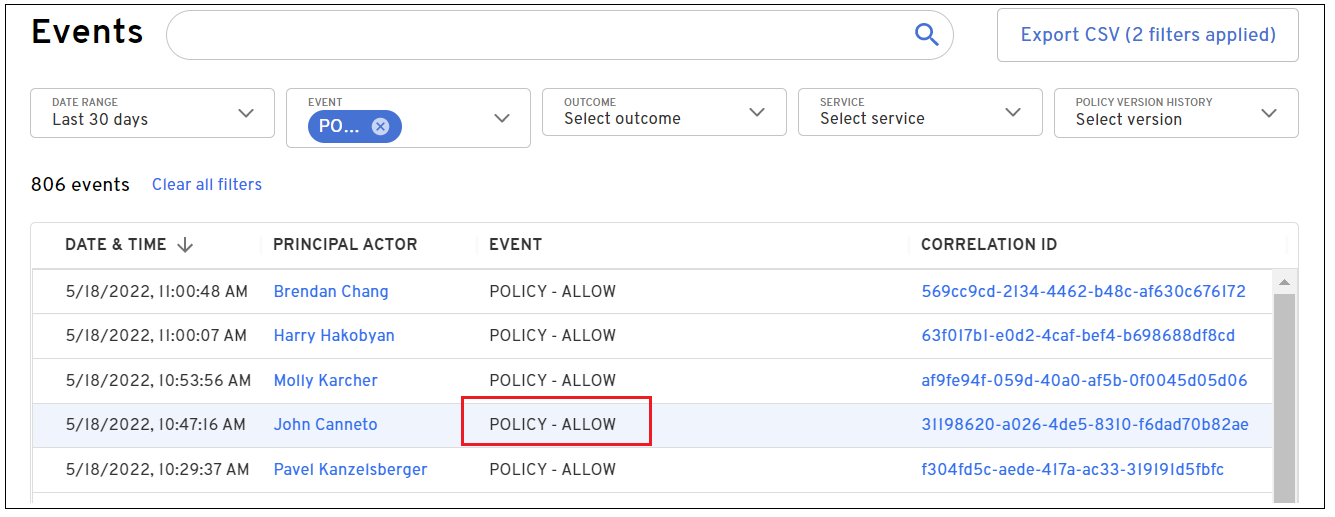 Events
Export CSV (2 filters applied)
DATE RANGE
Last 30 days
EVENT
PO...
OUTCOME
Select outcome
SERVICE
Select service
POLICY VERSION HISTORY
Select version
806 events Clear all filters
DATE & TIME PRINCIPAL ACTOR EVENT CORRELATION ID
5/18/2022, 11:00:48 AM Brendan Chang POLICY - ALLOW 569cc9cd-2134-4462-b48c-af630c676172
5/18/2022, 11:00:07 AM Harry Hakobyan POLICY - ALLOW 63f017b1-e0d2-4caf-bef4-b698688df8cd
5/18/2022, 10:53:56 AM Molly Karcher POLICY - ALLOW af9fe94f-059d-40a0-af5b-0f0045d05d06
5/18/2022, 10:47:16 AM John Canneto POLICY - ALLOW 31198620-a026-4de5-8310-f6dad70b82ae
5/18/2022, 10:29:37 AM Pavel Kanzelsberger POLICY - ALLOW f304fd5c-aede-417a-ac33-319191d5fbfc